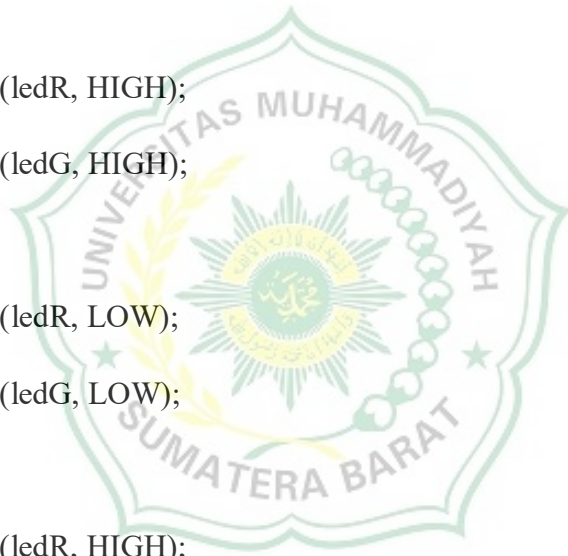 (ledR, HIGH);
(ledG, HIGH);
(ledR, LOW);
(ledG, LOW);
(ledR, HIGH);
UNIVERSITAS MUHAMMADIYAH
SUMATERA BARAT